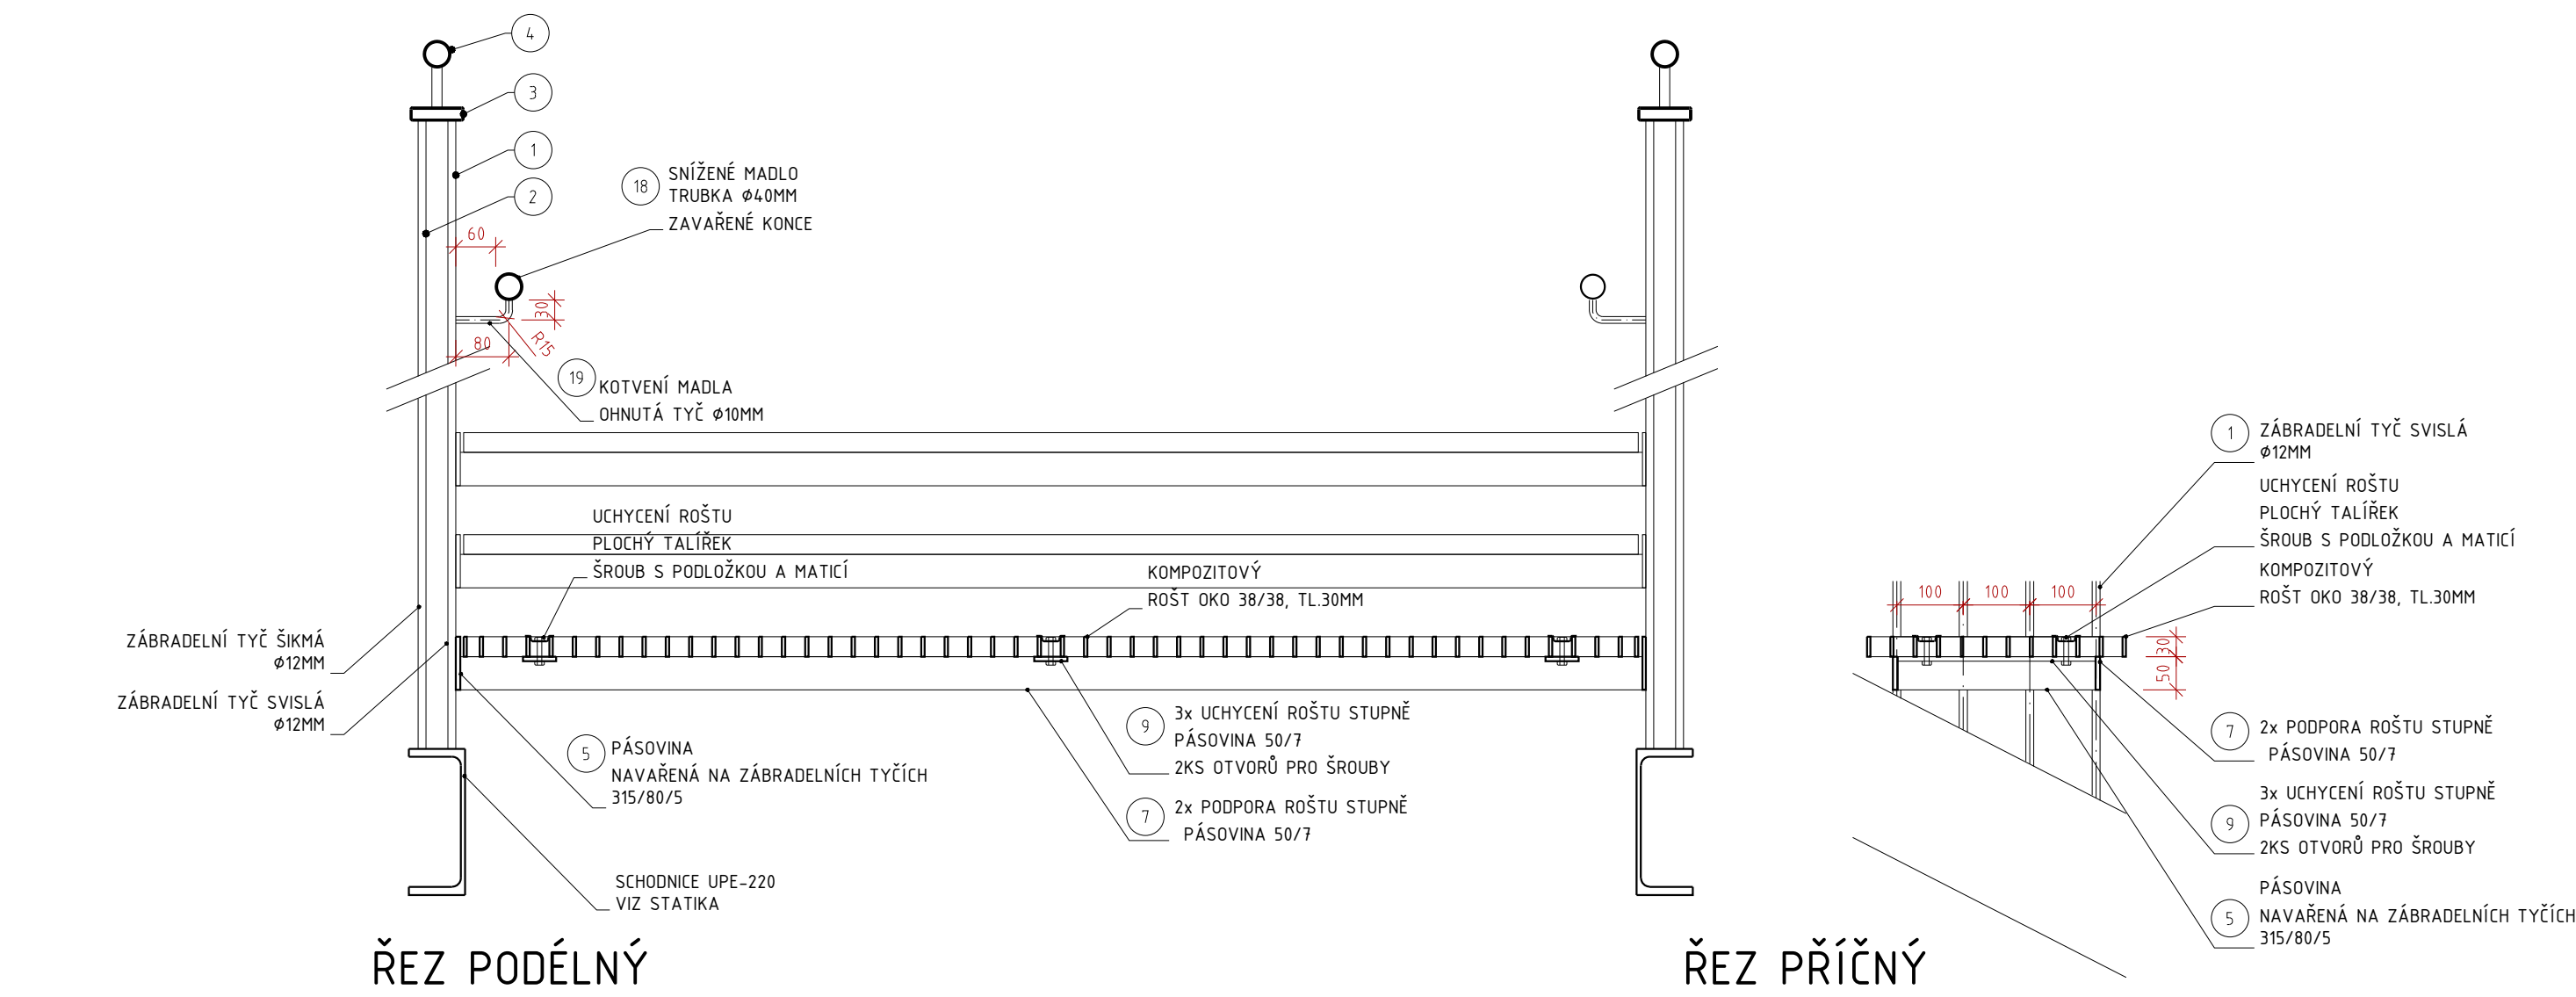 4
3
1
2
60
18
SNÍŽENÉ MADLO
TRUBKA Ø40MM
ZAVAŘENÉ KONCE
30
R15
80
19
KOTVENÍ MADLA
OHNUTÁ TYČ Ø10MM
UCHYCENÍ ROŠTU
PLOCHÝ TALÍŘEK
ŠROUB S PODLOŽKOU A MATICÍ
KOMPOZITOVÝ
ROŠT OKO 38/38, TL.30MM
ZÁBRADELNÍ TYČ ŠIKMÁ
Ø12MM
ZÁBRADELNÍ TYČ SVISLÁ
Ø12MM
5
PÁSOVINA
NAVAŘENÁ NA ZÁBRADELNÍCH TYČÍCH
315/80/5
9
3x UCHYCENÍ ROŠTU STUPNĚ
PÁSOVINA 50/7
2KS OTVORŮ PRO ŠROUBY
7
2x PODPORA ROŠTU STUPNĚ
PÁSOVINA 50/7
SCHODNICE UPE-220
VIZ STATIKA
ŘEZ PODÉLNÝ
1
ZÁBRADELNÍ TYČ SVISLÁ
Ø12MM
UCHYCENÍ ROŠTU
PLOCHÝ TALÍŘEK
ŠROUB S PODLOŽKOU A MATICÍ
KOMPOZITOVÝ
ROŠT OKO 38/38, TL.30MM
100
100
100
30
50
7
2x PODPORA ROŠTU STUPNĚ
PÁSOVINA 50/7
9
3x UCHYCENÍ ROŠTU STUPNĚ
PÁSOVINA 50/7
2KS OTVORŮ PRO ŠROUBY
5
PÁSOVINA
NAVAŘENÁ NA ZÁBRADELNÍCH TYČÍCH
315/80/5
ŘEZ PŘÍČNÝ